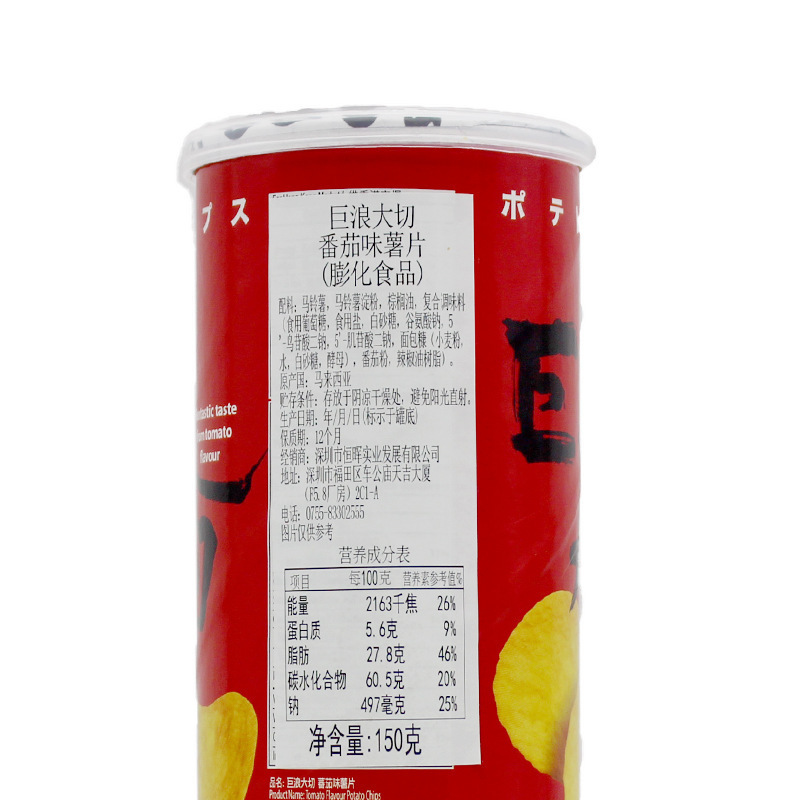 プス
ポテ
巨浪大切
番茄味薯片
(膨化食品)
配料：马铃薯，马铃薯淀粉，棕榈油，复合调味料
（食用葡萄糖，食用盐，白砂糖，谷氨酸钠，5
'-鸟苷酸二钠，5'-肌苷酸二钠，面包糠（小麦粉，
水，白砂糖，酵母），番茄粉，辣椒油树脂）。
原产国：马来西亚
贮存条件：存放于阴凉干燥处，避免阳光直射。
生产日期：年/月/日(标示于罐底)
保质期：12个月
经销商：深圳市恒晖实业发展有限公司
地址：深圳市福田区车公庙天吉大厦
（F5.8厂房）2C1-A
电话：0755-83302555
图片仅供参考
营养成分表
项目 每100克 营养素参考值%
能量 2163千焦 26%
蛋白质 5.6克 9%
脂肪 27.8克 46%
碳水化合物 60.5克 20%
钠 497毫克 25%
净含量:150克
taste
tomato
flavour
巨
切
品名：巨浪大切 番茄味薯片
Product Name: Tomato Flavour Potato Chips